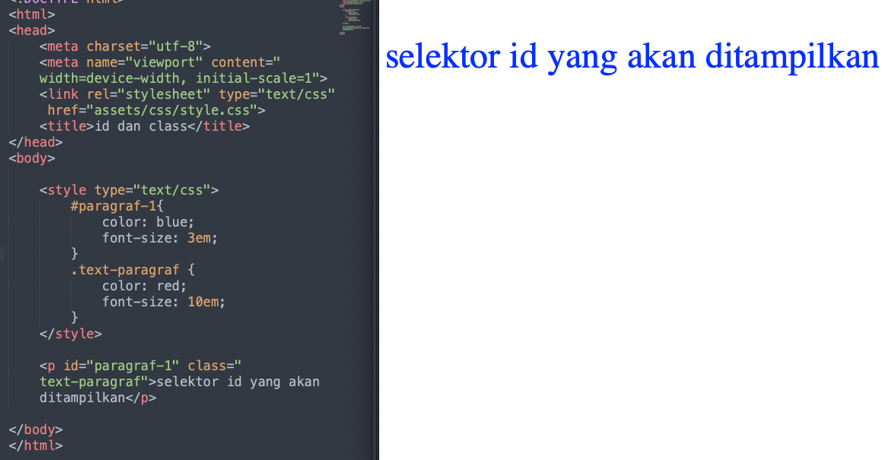 <!DOCTYPE html>
<html>
<head>
<meta charset="utf-8">
<meta name="viewport" content="
width=device-width, initial-scale=1">
<link rel="stylesheet" type="text/css"
href="assets/css/style.css">
<title>id dan class</title>
</head>
<body>
<style type="text/css">
#paragraf-1{
color: blue;
font-size: 3em;
}
.text-paragraf {
color: red;
font-size: 10em;
}
</style>
<p id="paragraf-1" class="
text-paragraf">selektor id yang akan
ditampilkan</p>
</body>
</html>
selektor id yang akan ditampilkan